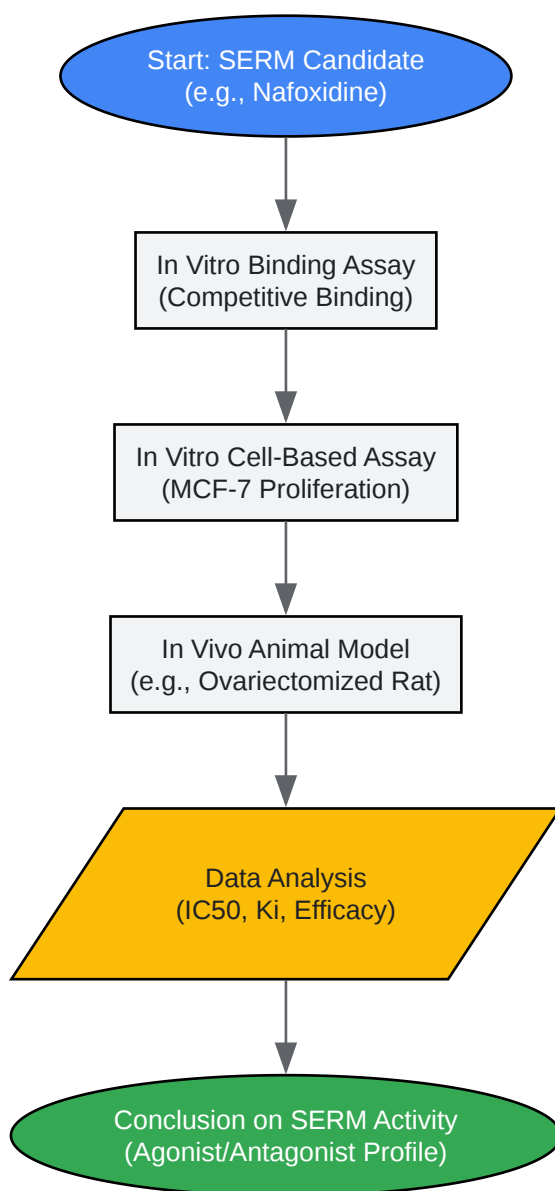 Start: SERM Candidate
(e.g., Nafoxidine)
In Vitro Binding Assay
(Competitive Binding)
In Vitro Cell-Based Assay
(MCF-7 Proliferation)
In Vivo Animal Model
(e.g., Ovariectomized Rat)
Data Analysis
(IC50, Ki, Efficacy)
Conclusion on SERM Activity
(Agonist/Antagonist Profile)